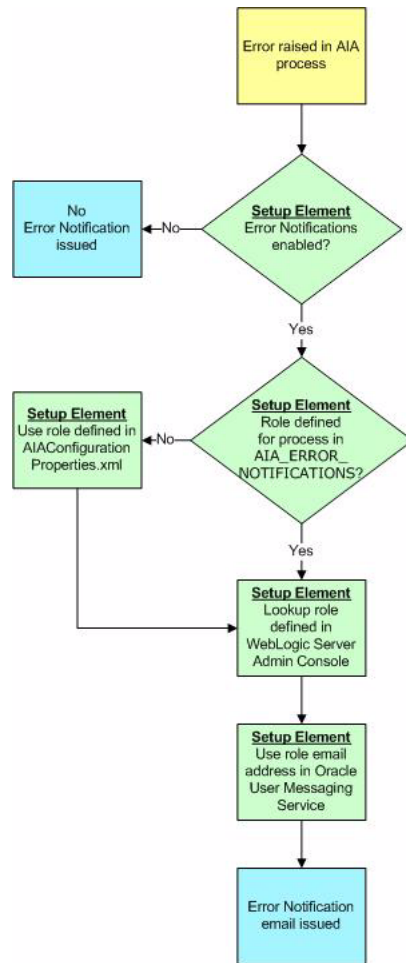 Error raised in AIA
process
Setup Element
Error Notifications
enabled?
No
No
Error Notification
issued
Yes
Setup Element
Role defined
for process in
AIA_ERROR_
NOTIFICATIONS?
No
Setup Element
Use role defined in
AIAConfiguration
Properties.xml
Yes
Setup Element
Lookup role
defined in
WebLogic Server
Admin Console
Setup Element
Use role email
address in Oracle
User Messaging
Service
Error Notification
email issued